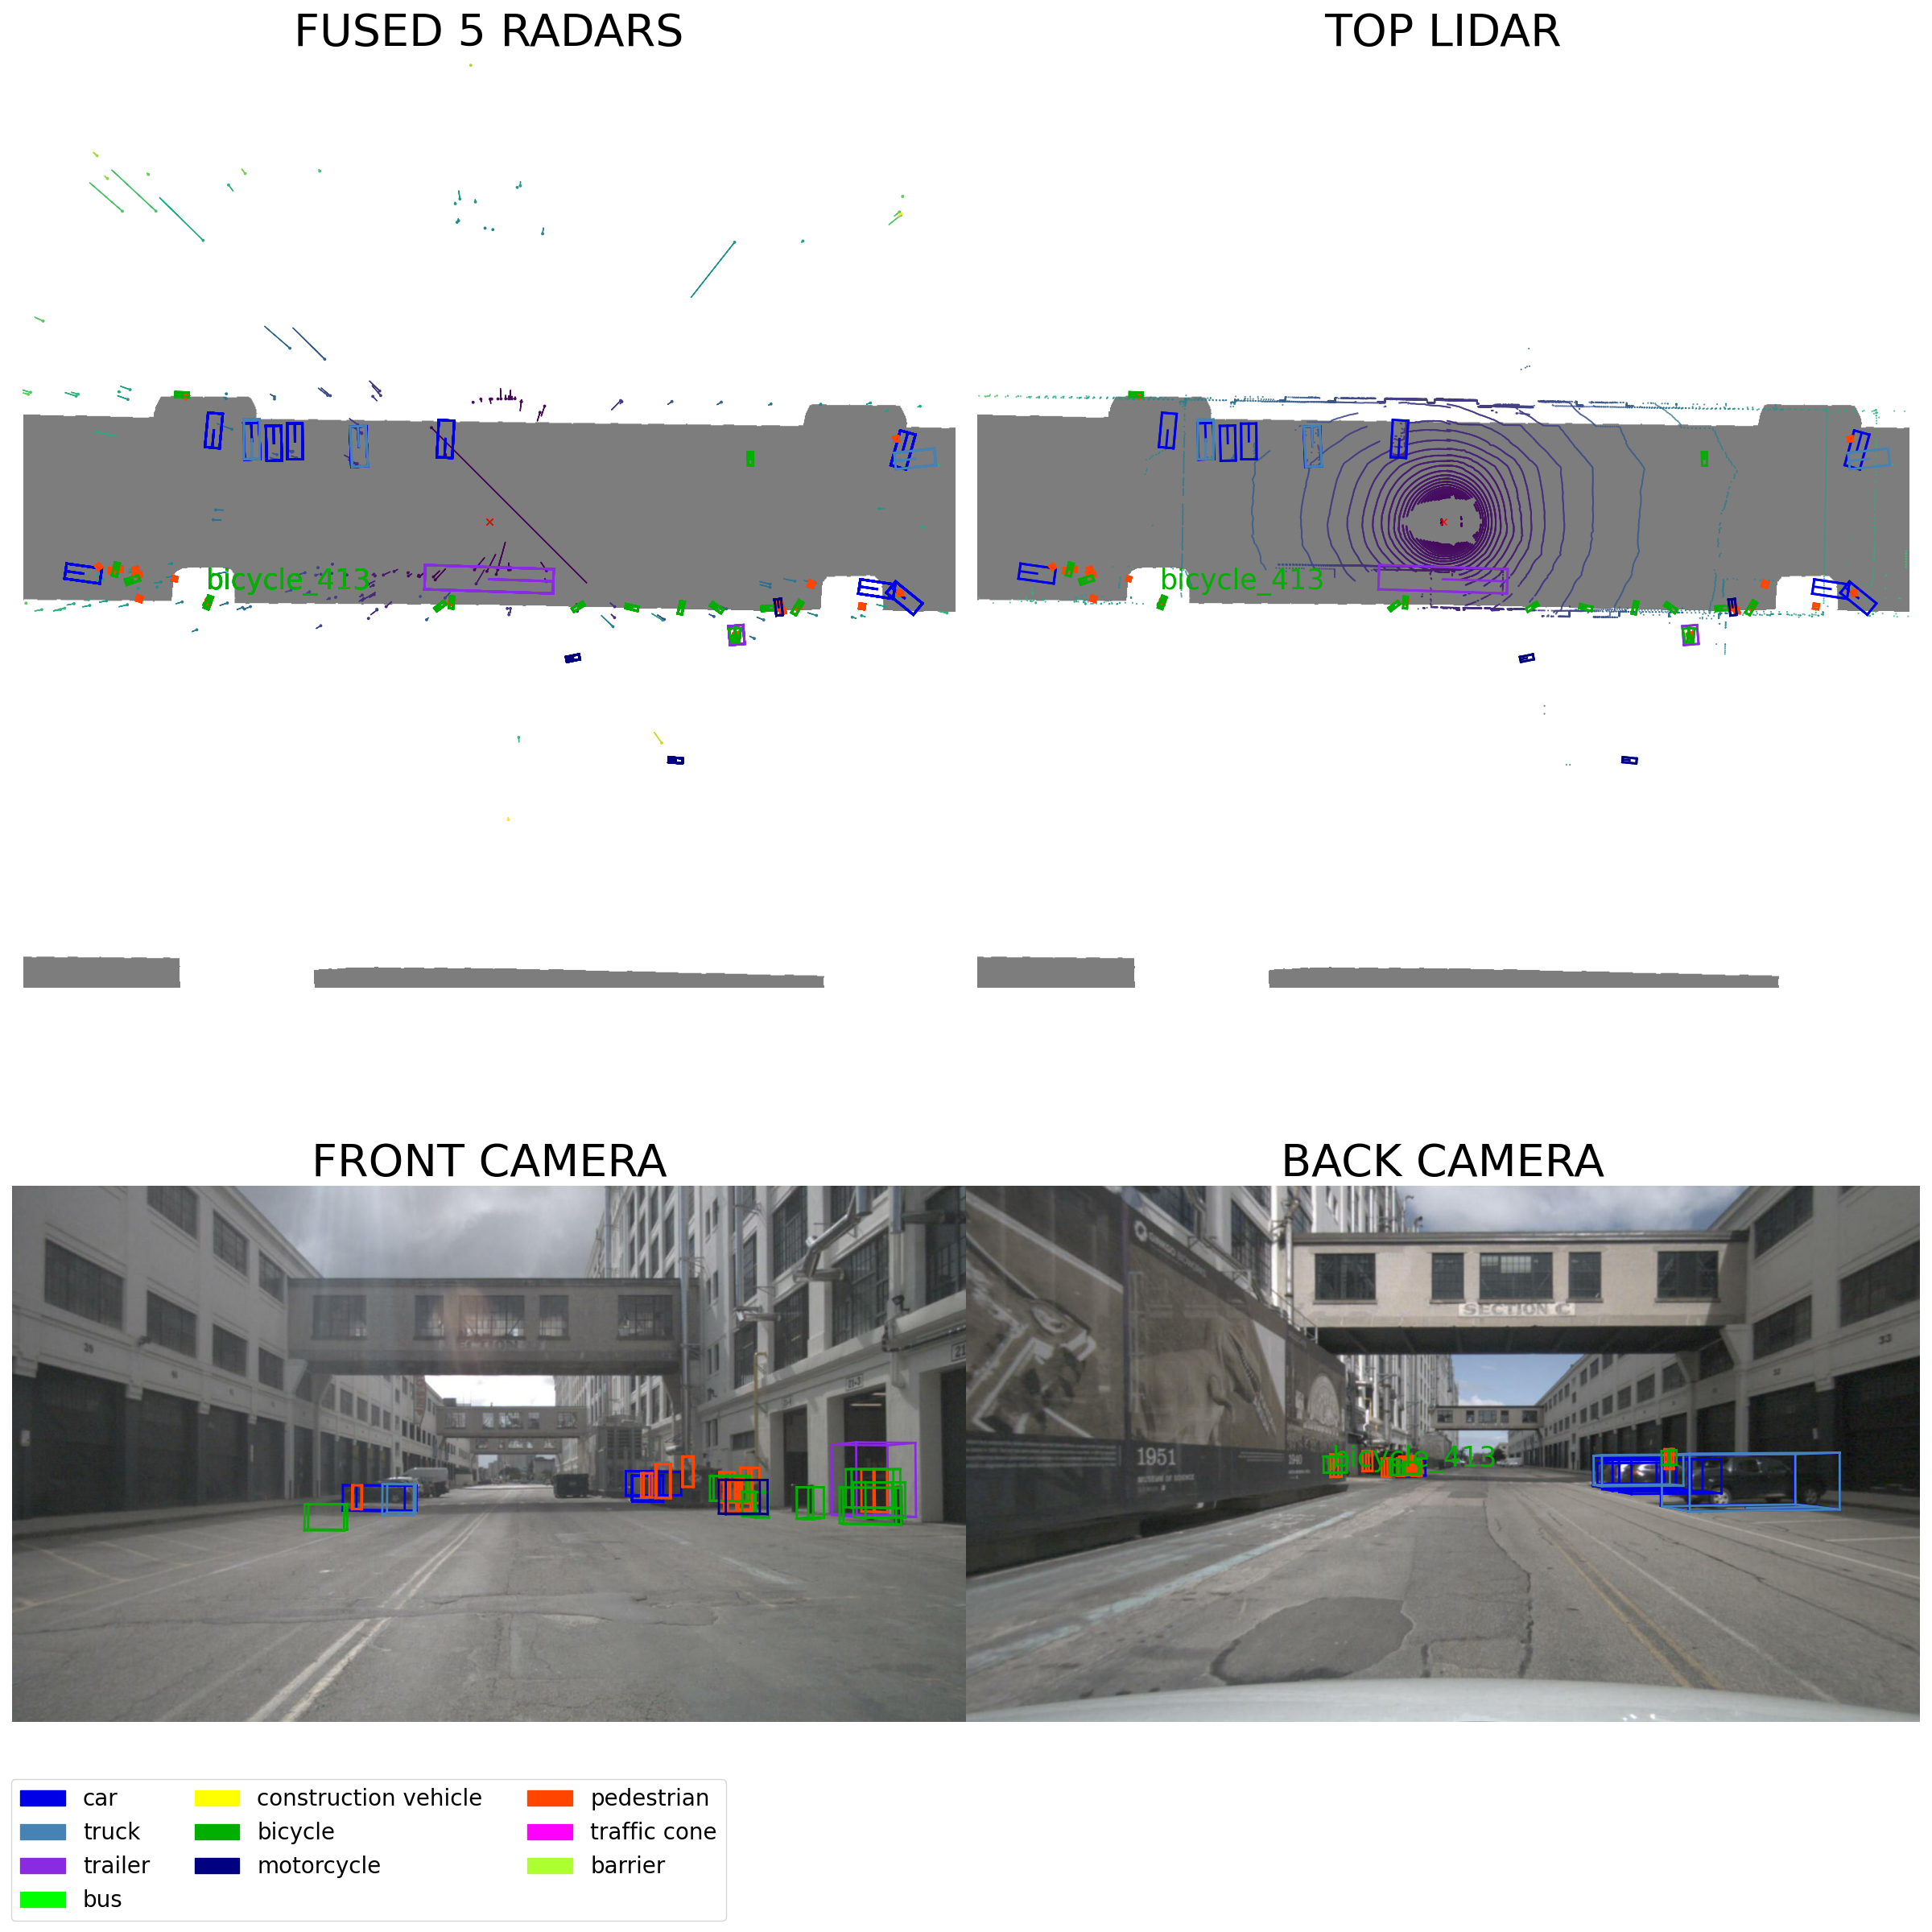 FUSED 5 RADARS
TOP LIDAR
bicycle_413
bicycle_413
FRONT CAMERA
BACK CAMERA
SECTION C
1951
bicycle_413
car
truck
trailer
bus
construction vehicle
bicycle
motorcycle
pedestrian
traffic cone
barrier